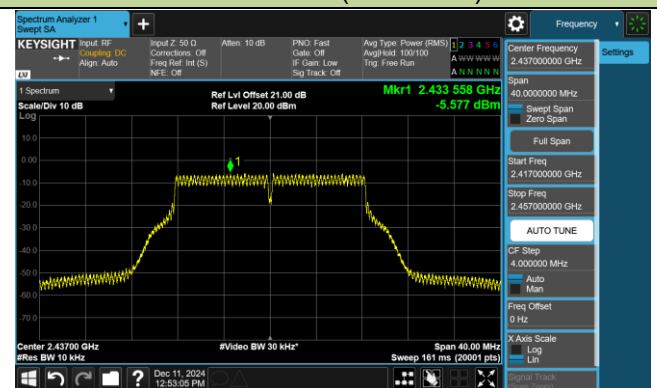 Spectrum Analyzer 1
Swept SA
+
Frequency
KEYSIGHT
Input: RF
Coupling: DC
Align: Auto
Input Z: 50 Ω
Corrections: Off
Freq Ref: Int (S)
NFE: Off
Atten: 10 dB
PNO: Fast
Gate: Off
IF Gain: Low
Sig Track: Off
Avg Type: Power (RMS)
Avg|Hold: 100/100
Trig: Free Run
1 2 3 4 5 6
A W W W W W
A N N N N N
LXI
Center Frequency
2.437000000 GHz
Settings
Span
40.0000000 MHz
Swept Span
Zero Span
Full Span
Start Freq
2.417000000 GHz
Stop Freq
2.457000000 GHz
AUTO TUNE
CF Step
4.000000 MHz
Auto
Man
Freq Offset
0 Hz
X Axis Scale
Log
Lin
Signal Track
1 Spectrum
Scale/Div 10 dB
Log
Ref Lvl Offset 21.00 dB
Ref Level 20.00 dBm
Mkr1 2.433 558 GHz
-5.577 dBm
10.0
0.00
1
-10.0
-20.0
-30.0
-40.0
-50.0
-60.0
-70.0
Center 2.43700 GHz
#Res BW 10 kHz
#Video BW 30 kHz*
Span 40.00 MHz
Sweep 161 ms (20001 pts)
?
Dec 11, 2024
12:53:05 PM